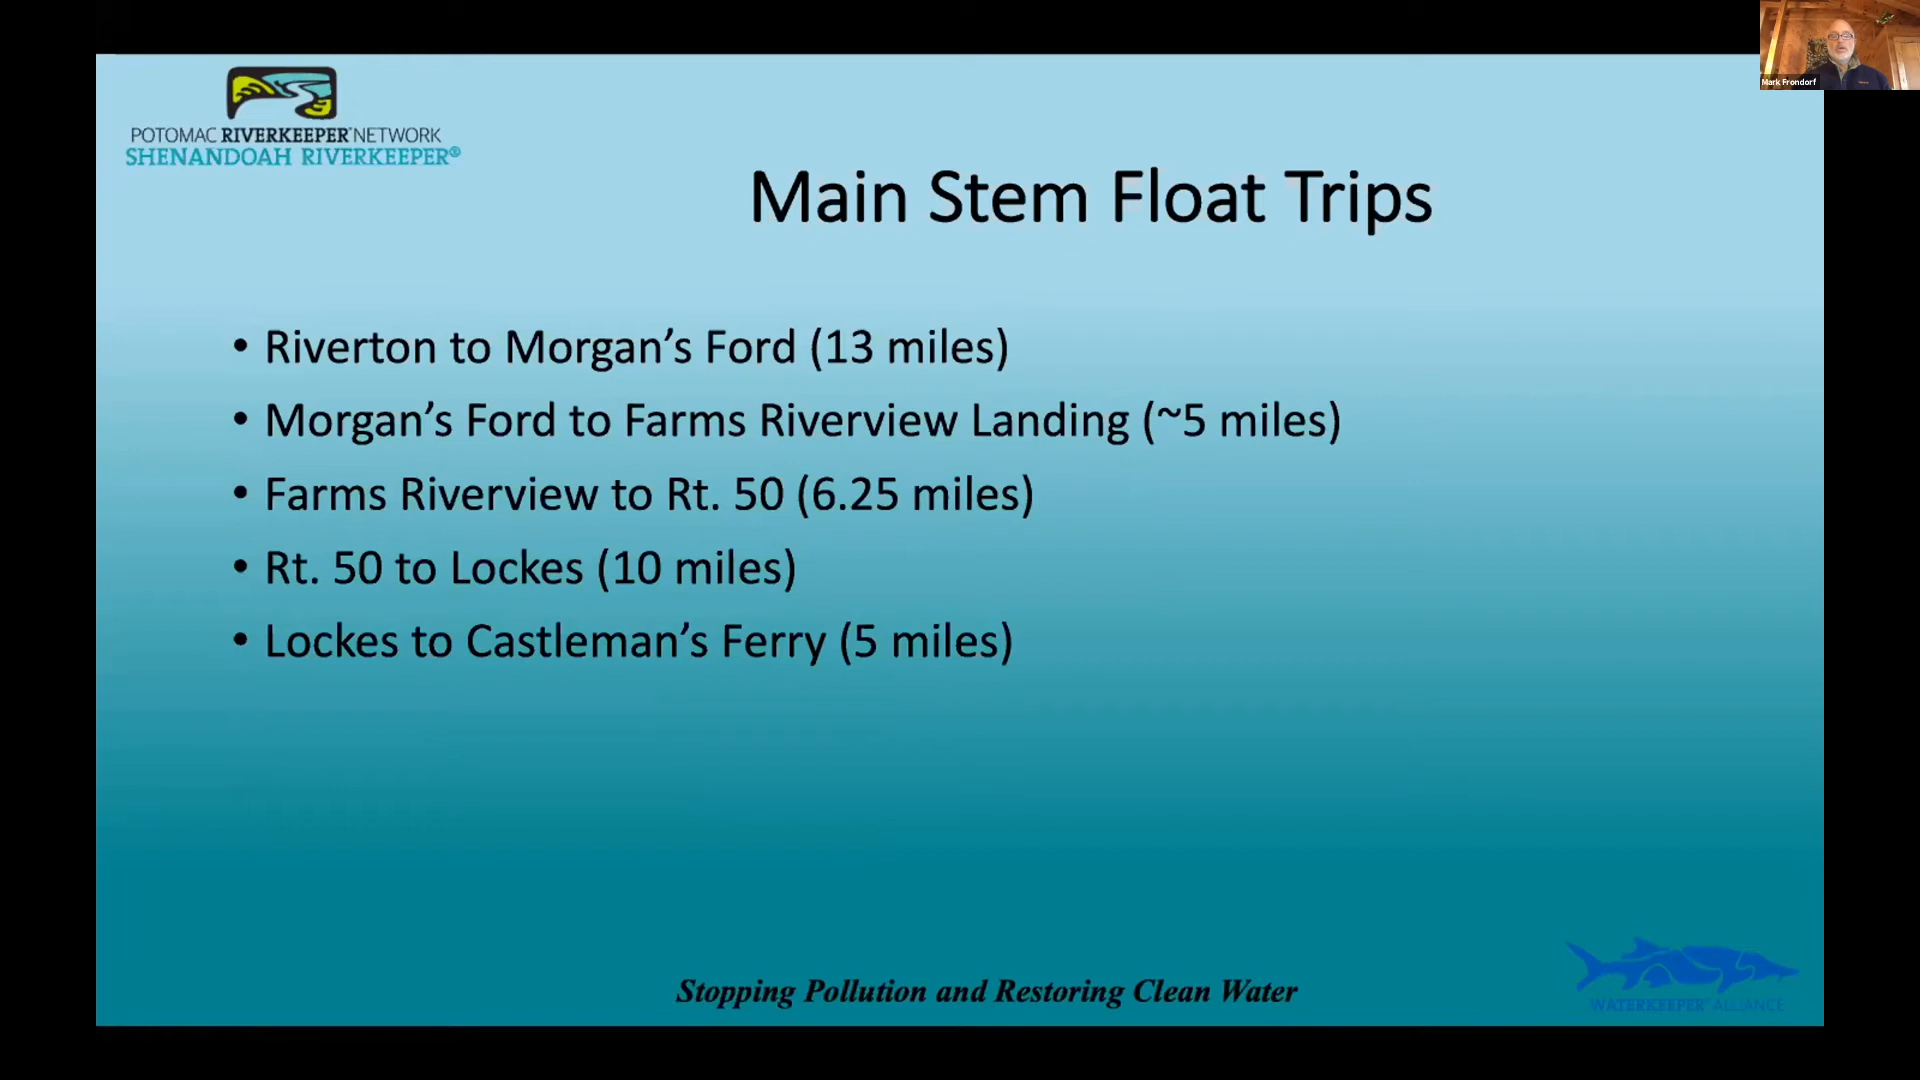 Mark Frondorf
POTOMAC RIVERKEEPER® NETWORK
SHENANDOAH RIVERKEEPER®
Main Stem Float Trips
• Riverton to Morgan’s Ford (13 miles)
• Morgan’s Ford to Farms Riverview Landing (~5 miles)
• Farms Riverview to Rt. 50 (6.25 miles)
• Rt. 50 to Lockes (10 miles)
• Lockes to Castleman’s Ferry (5 miles)
Stopping Pollution and Restoring Clean Water
WATERKEEPER® ALLIANCE